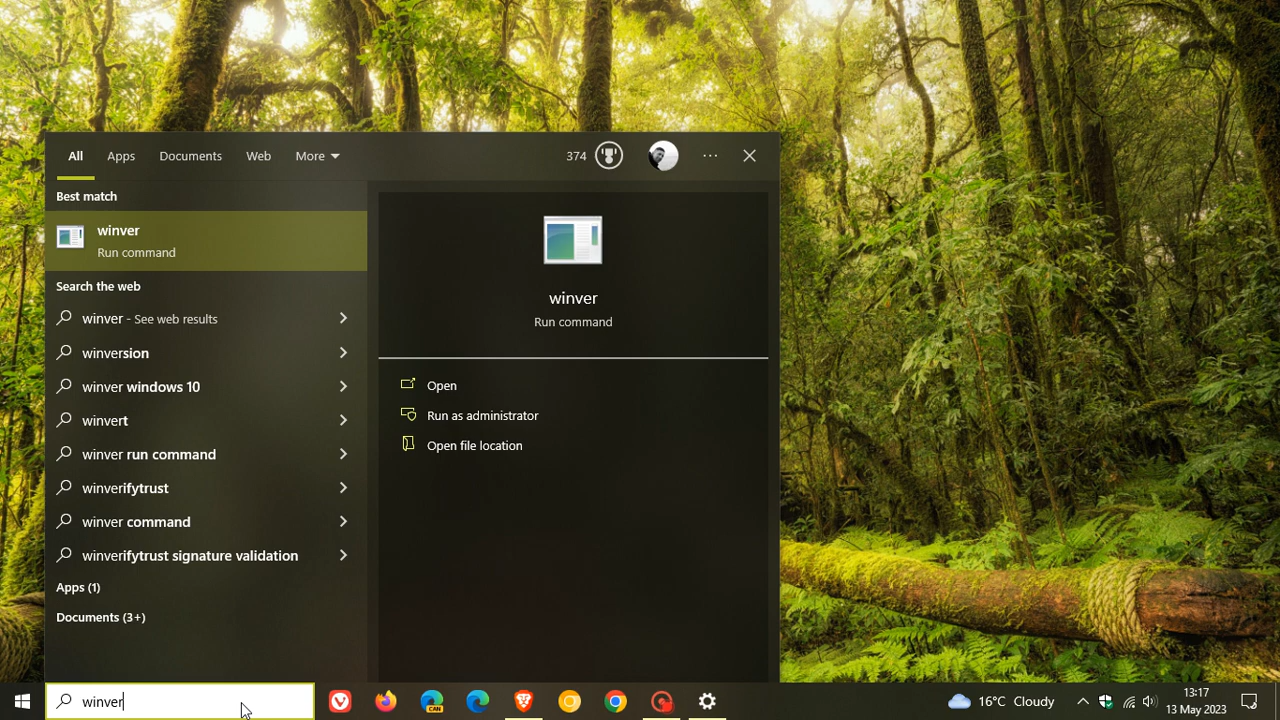 All Apps Documents Web More 374 ...
Best match
winver
Run command
Search the web
winver - See web results
winversion
winver windows 10
winvert
winver run command
winverifytrust
winver command
winverifytrust signature validation
Apps (1)
Documents (3+)
winver
Run command
Open
Run as administrator
Open file location
winver
CAN
16°C Cloudy
13:17
13 May 2023